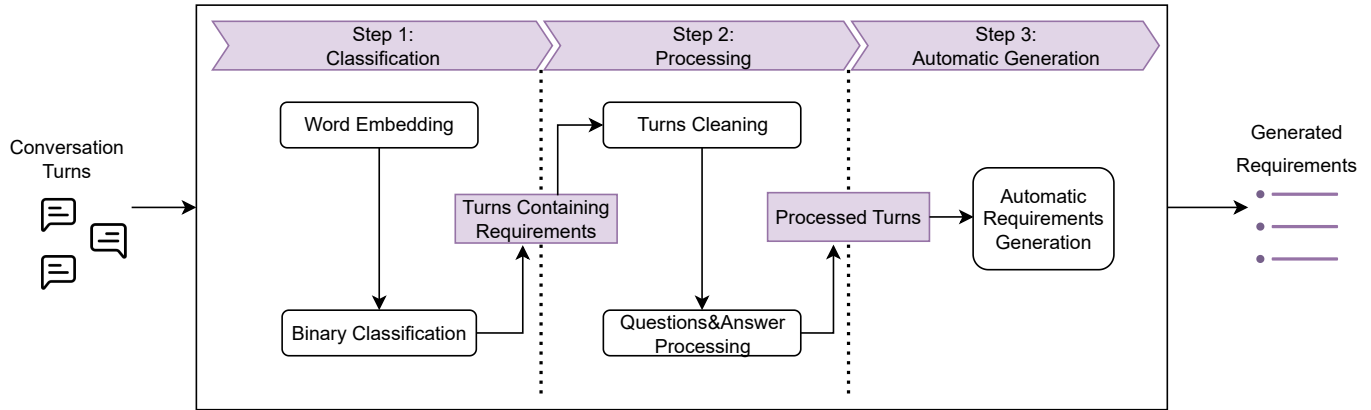 Step 1:
Classification
Step 2:
Processing
Step 3:
Automatic Generation
Conversation
Turns
Word Embedding
Binary Classification
Turns Containing
Requirements
Turns Cleaning
Questions&Answer
Processing
Processed Turns
Automatic
Requirements
Generation
Generated
Requirements